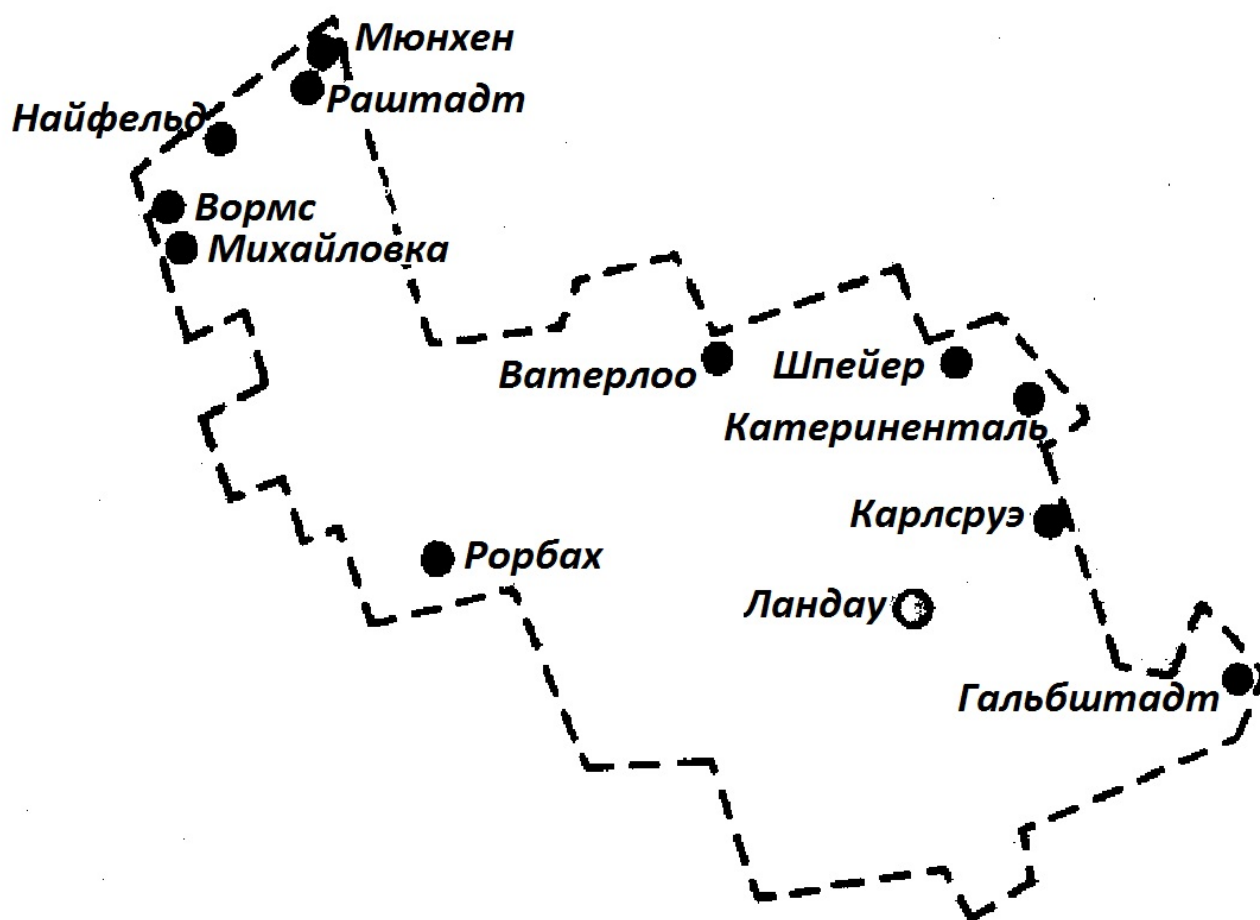 Мюнхен
Раштадт
Найфельд
Вормс
Михайловка
Ватерлоо
Шпейер
Катериненталь
Карлсруэ
Рорбах
Ландау
Гальбштадт